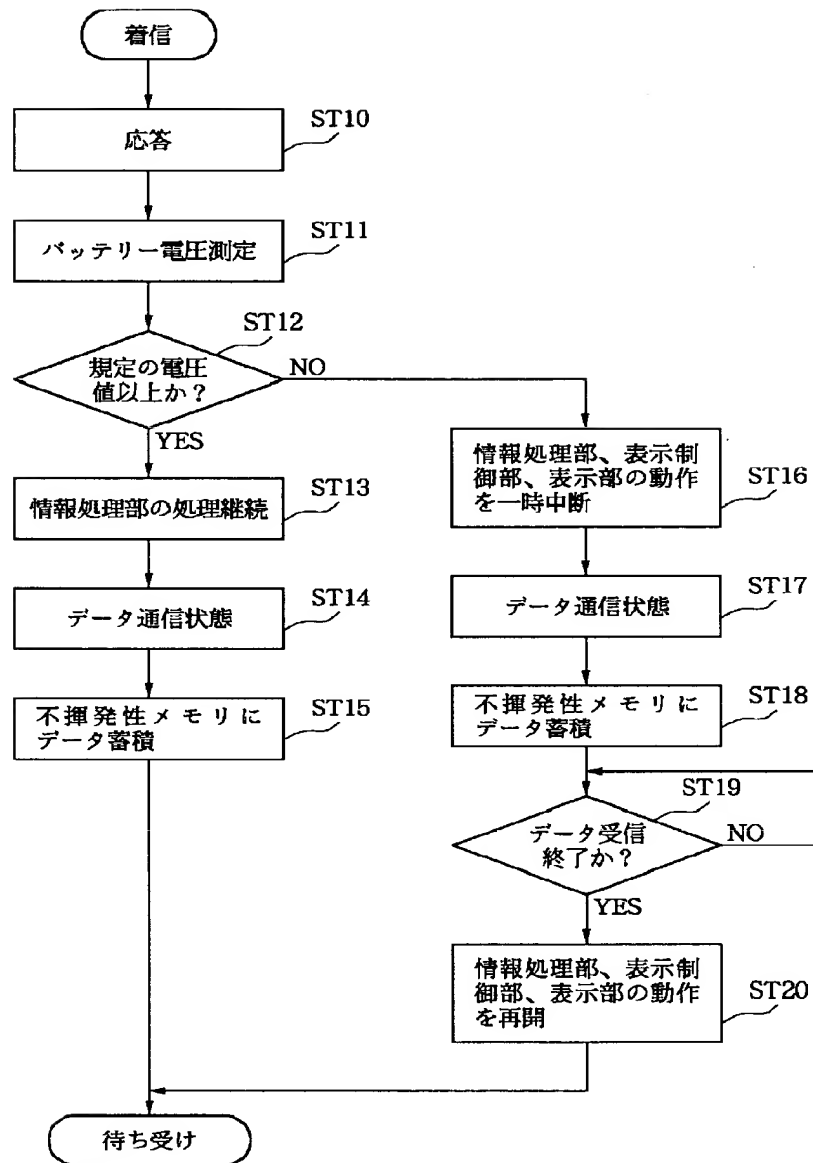 着信
ST10
応答
ST11
バッテリー電圧測定
ST12
規定の電圧
値以上か？
NO
YES
ST13
情報処理部の処理継続
ST14
データ通信状態
ST15
不揮発性メモリに
データ蓄積
情報処理部、表示制
御部、表示部の動作
を一時中断
ST16
ST17
データ通信状態
ST18
不揮発性メモリに
データ蓄積
ST19
データ受信
終了か？
NO
YES
情報処理部、表示制
御部、表示部の動作
を再開
ST20
待ち受け